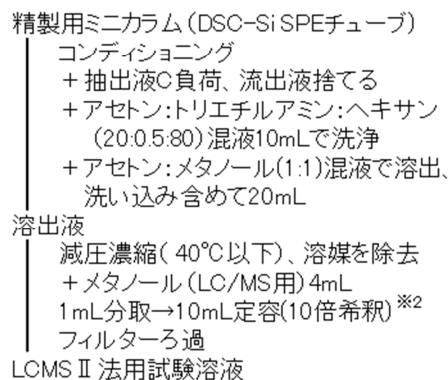 精製用ミニカラム(DSC-Si SPEチューブ)
コンディショニング
+抽出液C負荷、流出液捨てる
+アセトン:トリエチルアミン:ヘキサン
(20:0.5:80)混液10mLで洗浄
+アセトン:メタノール(1:1)混液で溶出、
洗い込み含めて20mL
溶出液
減圧濃縮(40℃以下)、溶媒を除去
+メタノール(LC/MS用)4mL
1mL分取→10mL定容(10倍希釈)※2
フィルターろ過
LCMSⅡ法用試験溶液